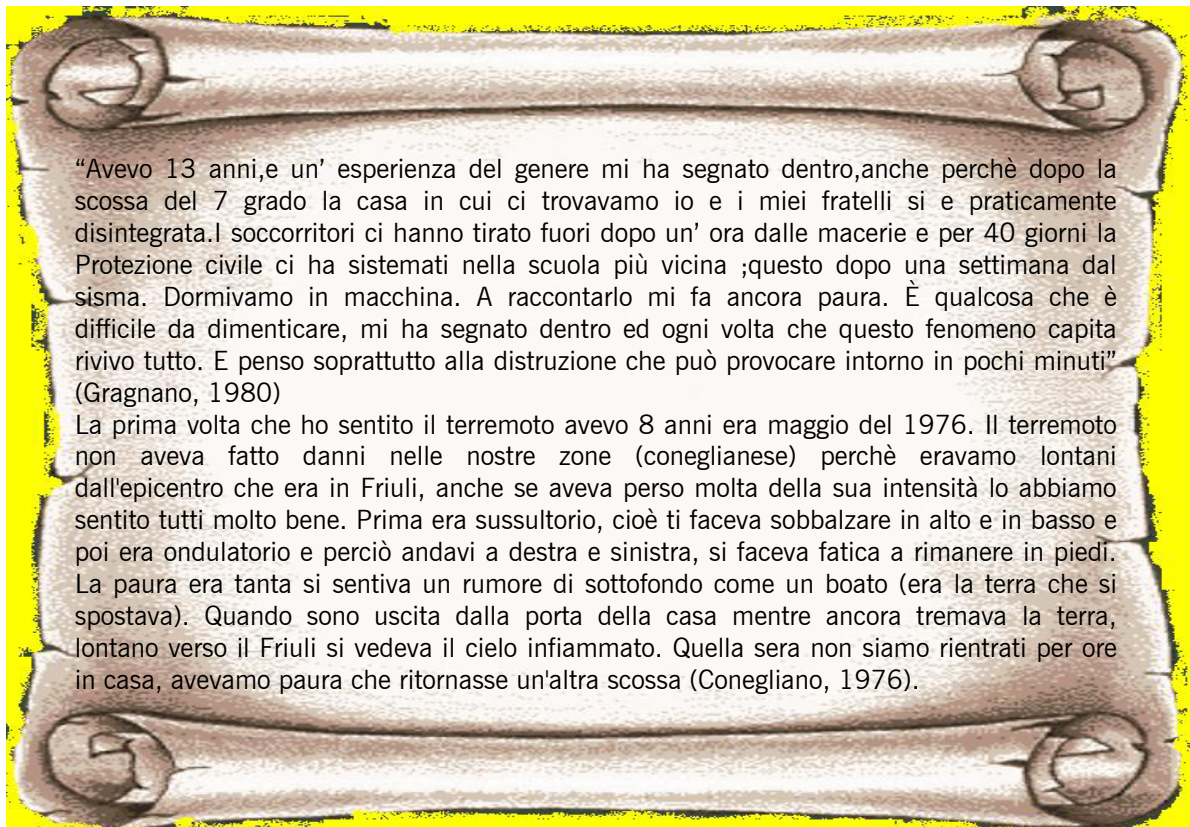 “Avevo 13 anni,e un’ esperienza del genere mi ha segnato dentro,anche perchè dopo la
scossa del 7 grado la casa in cui ci trovavamo io e i miei fratelli si e praticamente
disintegrata.I soccorritori ci hanno tirato fuori dopo un’ ora dalle macerie e per 40 giorni la
Protezione civile ci ha sistemati nella scuola più vicina ;questo dopo una settimana dal
sisma. Dormivamo in macchina. A raccontarlo mi fa ancora paura. È qualcosa che è
difficile da dimenticare, mi ha segnato dentro ed ogni volta che questo fenomeno capita
rivivo tutto. E penso soprattutto alla distruzione che può provocare intorno in pochi minuti”
(Gragnano, 1980)
La prima volta che ho sentito il terremoto avevo 8 anni era maggio del 1976. Il terremoto
non aveva fatto danni nelle nostre zone (coneglianese) perchè eravamo lontani
dall'epicentro che era in Friuli, anche se aveva perso molta della sua intensità lo abbiamo
sentito tutti molto bene. Prima era sussultorio, cioè ti faceva sobbalzare in alto e in basso e
poi era ondulatorio e perciò andavi a destra e sinistra, si faceva fatica a rimanere in piedi.
La paura era tanta si sentiva un rumore di sottofondo come un boato (era la terra che si
spostava). Quando sono uscita dalla porta della casa mentre ancora tremava la terra,
lontano verso il Friuli si vedeva il cielo infiammato. Quella sera non siamo rientrati per ore
in casa, avevamo paura che ritornasse un'altra scossa (Conegliano, 1976).